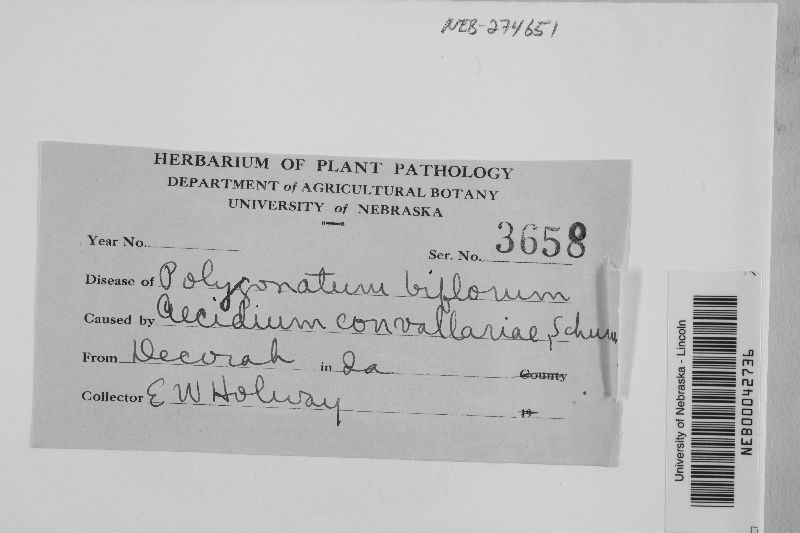 NEB-274651
HERBARIUM OF PLANT PATHOLOGY
DEPARTMENT of AGRICULTURAL BOTANY
UNIVERSITY of NEBRASKA
Year No.
Ser. No. 3658
Disease of Polygonatum biflorum
Caused by Aecidium convallariae, Schum
From Decorah in Ia County
Collector E W Holway 19
University of Nebraska - Lincoln
NEB00042736